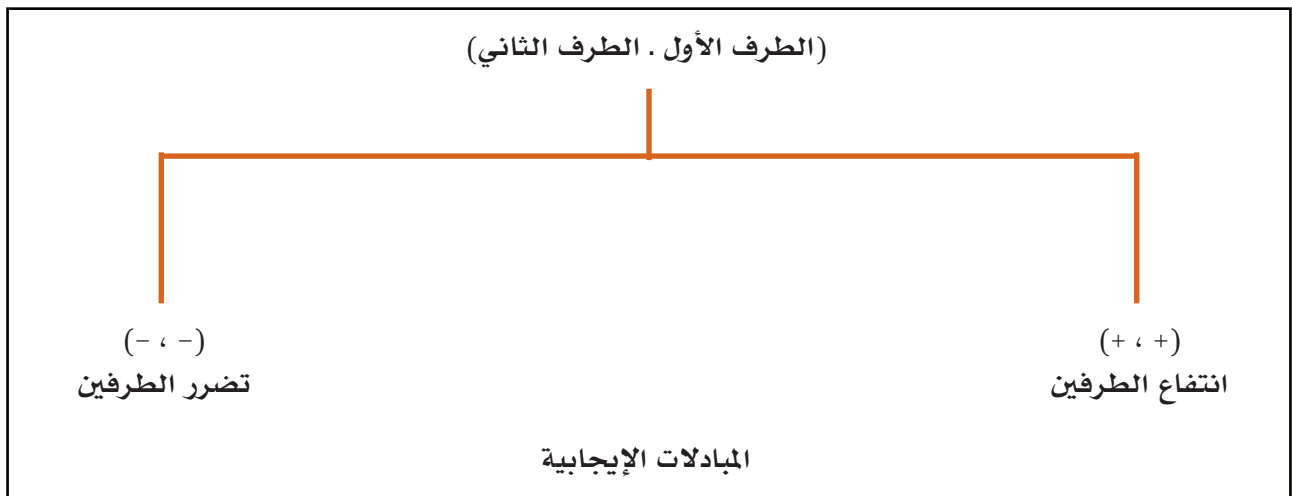 (الطرف الأول . الطرف الثاني)
(+ ، +)
انتفاع الطرفين
(– ، –)
تضرر الطرفين
المبادلات الإيجابية